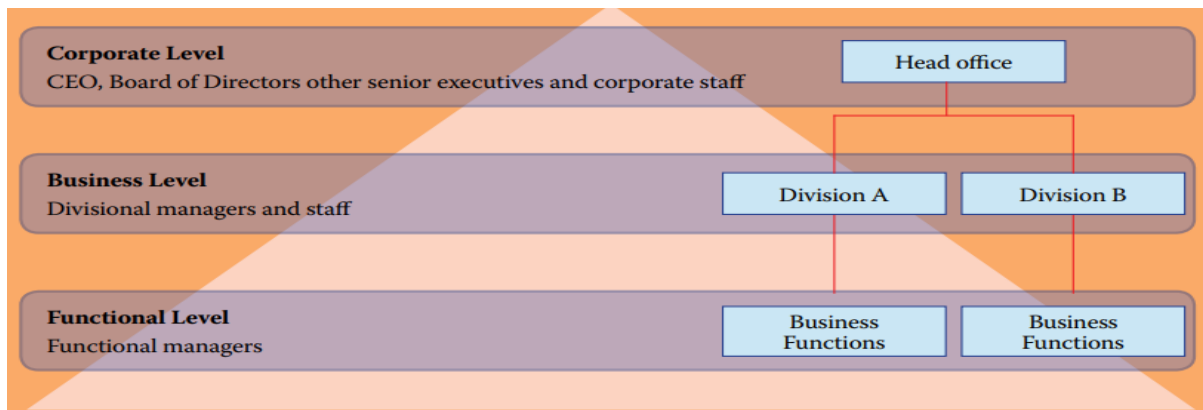 Corporate Level
CEO, Board of Directors other senior executives and corporate staff
Head office
Business Level
Divisional managers and staff
Division A
Division B
Functional Level
Functional managers
Business
Functions
Business
Functions